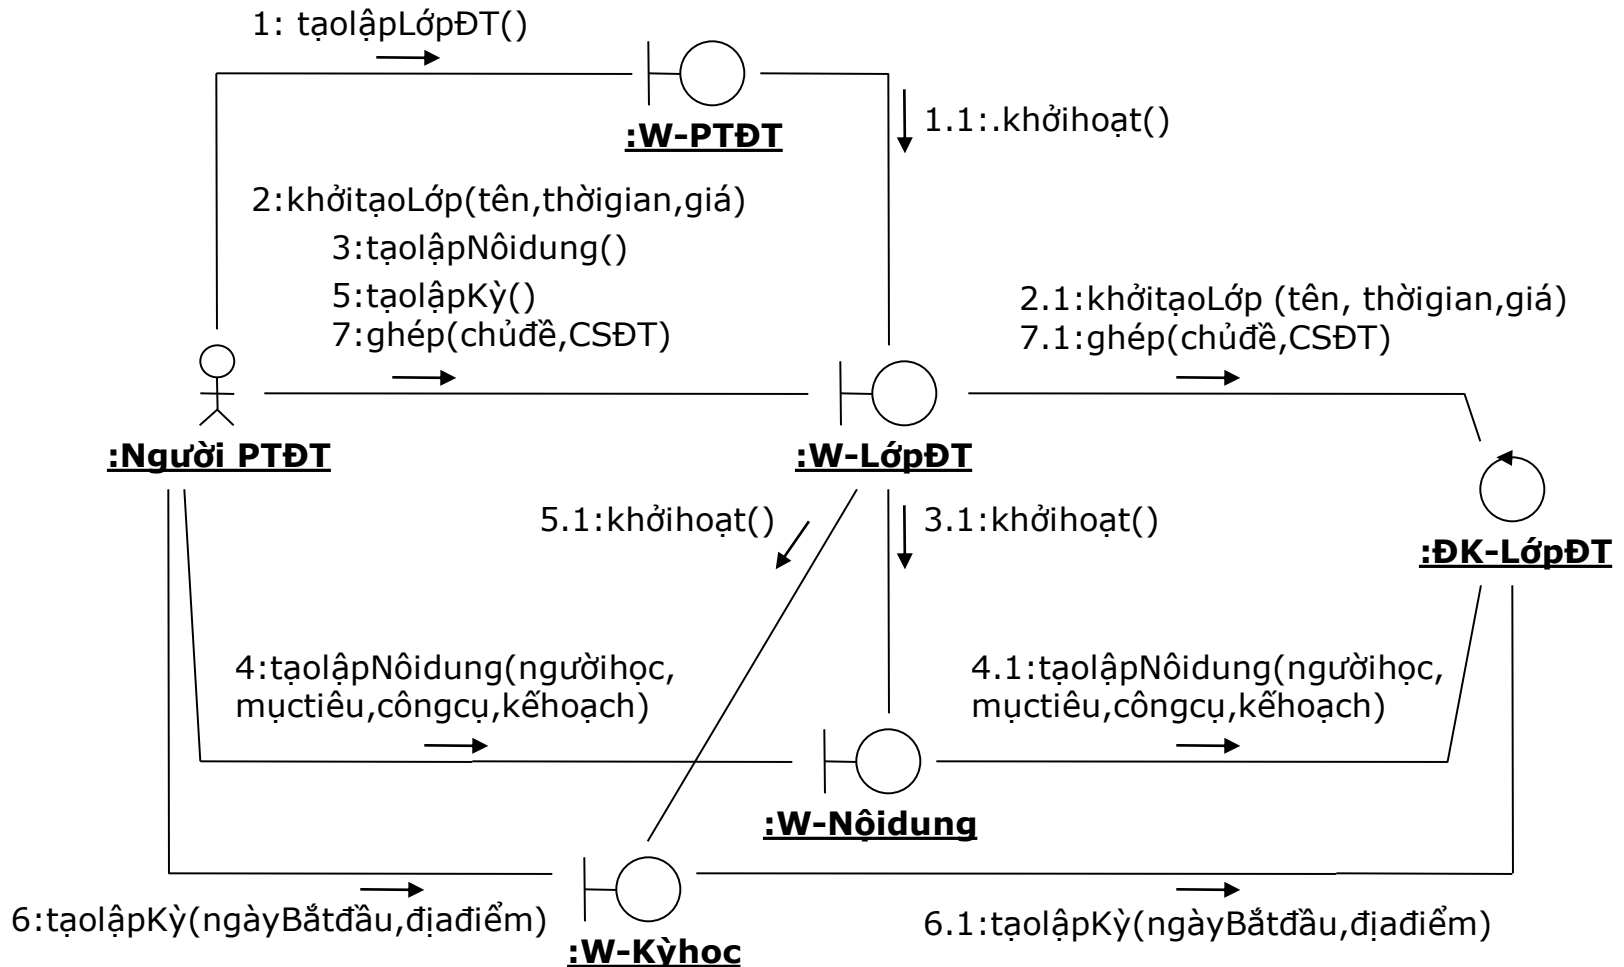 1: tạolậpLớpĐT()
:W-PTĐT
1.1:.khởihoạt()
2:khởitạoLớp(tên,thờigian,giá)
3:tạolậpNôidung()
5:tạolậpKỳ()
7:ghép(chủđề,CSĐT)
2.1:khởitạoLớp (tên, thờigian,giá)
7.1:ghép(chủđề,CSĐT)
:Người PTĐT
:W-LớpĐT
5.1:khởihoạt()
3.1:khởihoạt()
:ĐK-LớpĐT
4:tạolậpNôidung(ngườihọc,
mụctiêu,côngcụ,kếhoạch)
4.1:tạolậpNôidung(ngườihọc,
mụctiêu,côngcụ,kếhoạch)
:W-Nộidung
6:tạolậpKỳ(ngàyBắtđầu,địađiểm)
6.1:tạolậpKỳ(ngàyBắtđầu,địađiểm)
:W-Kỳhọc